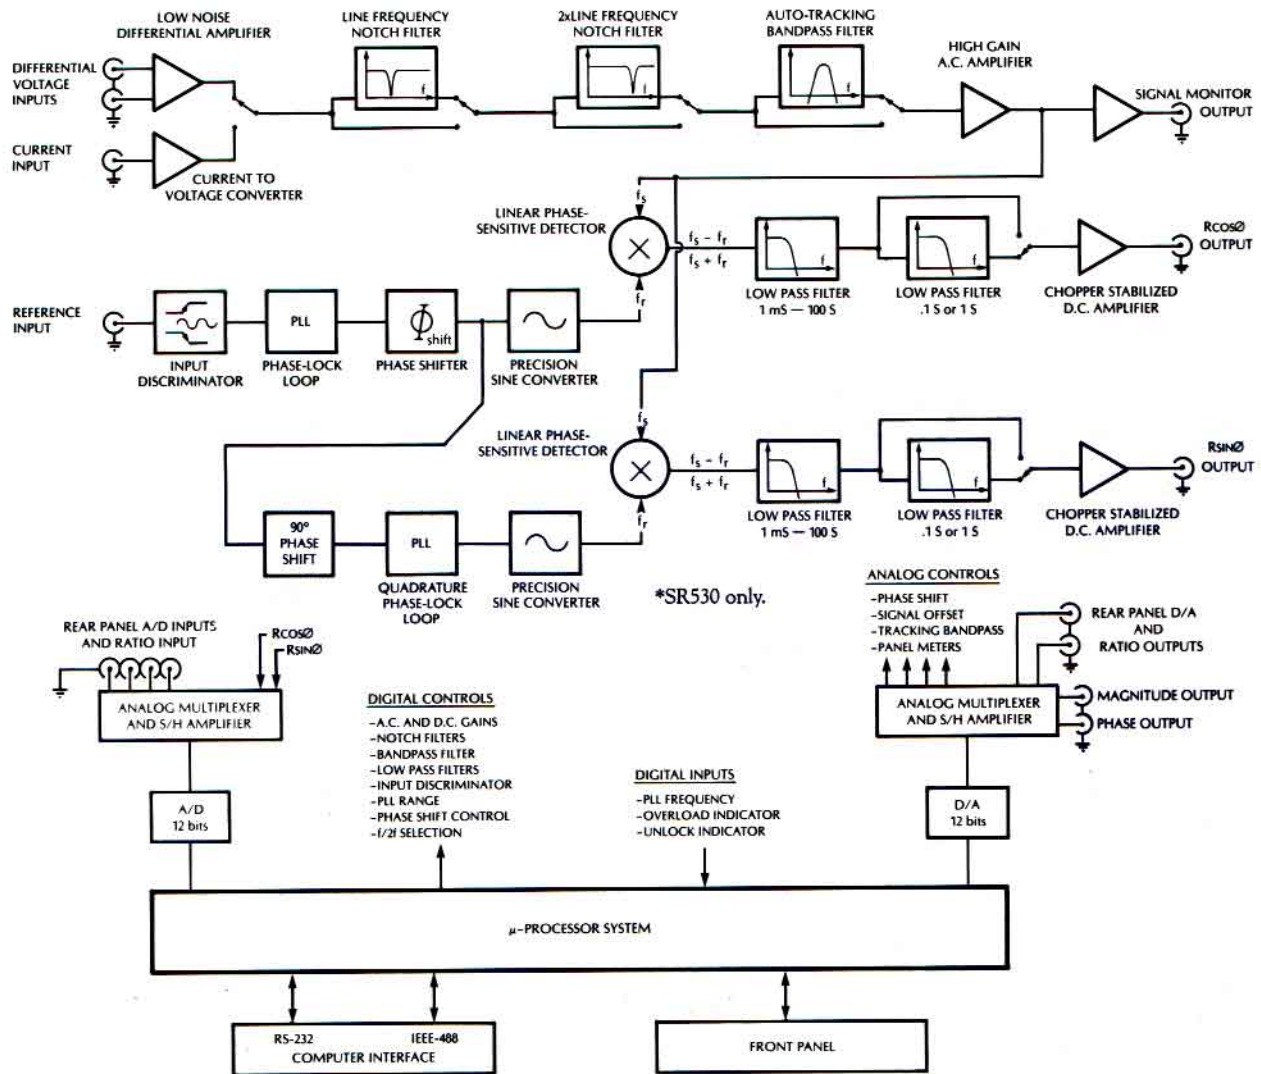 LOW NOISE
DIFFERENTIAL AMPLIFIER
LINE FREQUENCY
NOTCH FILTER
2xLINE FREQUENCY
NOTCH FILTER
AUTO-TRACKING
BANDPASS FILTER
HIGH GAIN
A.C. AMPLIFIER
DIFFERENTIAL
VOLTAGE
INPUTS
f
f
f
SIGNAL MONITOR
OUTPUT
CURRENT
INPUT
CURRENT TO
VOLTAGE CONVERTER
LINEAR PHASE-
SENSITIVE DETECTOR
fs
fs – fr
fs + fr
fr
f
f
RCOSØ
OUTPUT
LOW PASS FILTER
1 mS — 100 S
LOW PASS FILTER
.1 S or 1 S
CHOPPER STABILIZED
D.C. AMPLIFIER
REFERENCE
INPUT
PLL
Φshift
INPUT
DISCRIMINATOR
PHASE-LOCK
LOOP
PHASE SHIFTER
PRECISION
SINE CONVERTER
LINEAR PHASE-
SENSITIVE DETECTOR
fs
fs – fr
fs + fr
fr
f
f
RSINØ
OUTPUT
LOW PASS FILTER
1 mS — 100 S
LOW PASS FILTER
.1 S or 1 S
CHOPPER STABILIZED
D.C. AMPLIFIER
90°
PHASE
SHIFT
PLL
QUADRATURE
PHASE-LOCK
LOOP
PRECISION
SINE CONVERTER
*SR530 only.
REAR PANEL A/D INPUTS
AND RATIO INPUT
RCOSØ
RSINØ
ANALOG MULTIPLEXER
AND S/H AMPLIFIER
A/D
12 bits
DIGITAL CONTROLS
-A.C. AND D.C. GAINS
-NOTCH FILTERS
-BANDPASS FILTER
-LOW PASS FILTERS
-INPUT DISCRIMINATOR
-PLL RANGE
-PHASE SHIFT CONTROL
-f/2f SELECTION
DIGITAL INPUTS
-PLL FREQUENCY
-OVERLOAD INDICATOR
-UNLOCK INDICATOR
ANALOG CONTROLS
-PHASE SHIFT
-SIGNAL OFFSET
-TRACKING BANDPASS
-PANEL METERS
REAR PANEL D/A
AND
RATIO OUTPUTS
ANALOG MULTIPLEXER
AND S/H AMPLIFIER
MAGNITUDE OUTPUT
PHASE OUTPUT
D/A
12 bits
µ-PROCESSOR SYSTEM
RS-232
IEEE-488
COMPUTER INTERFACE
FRONT PANEL